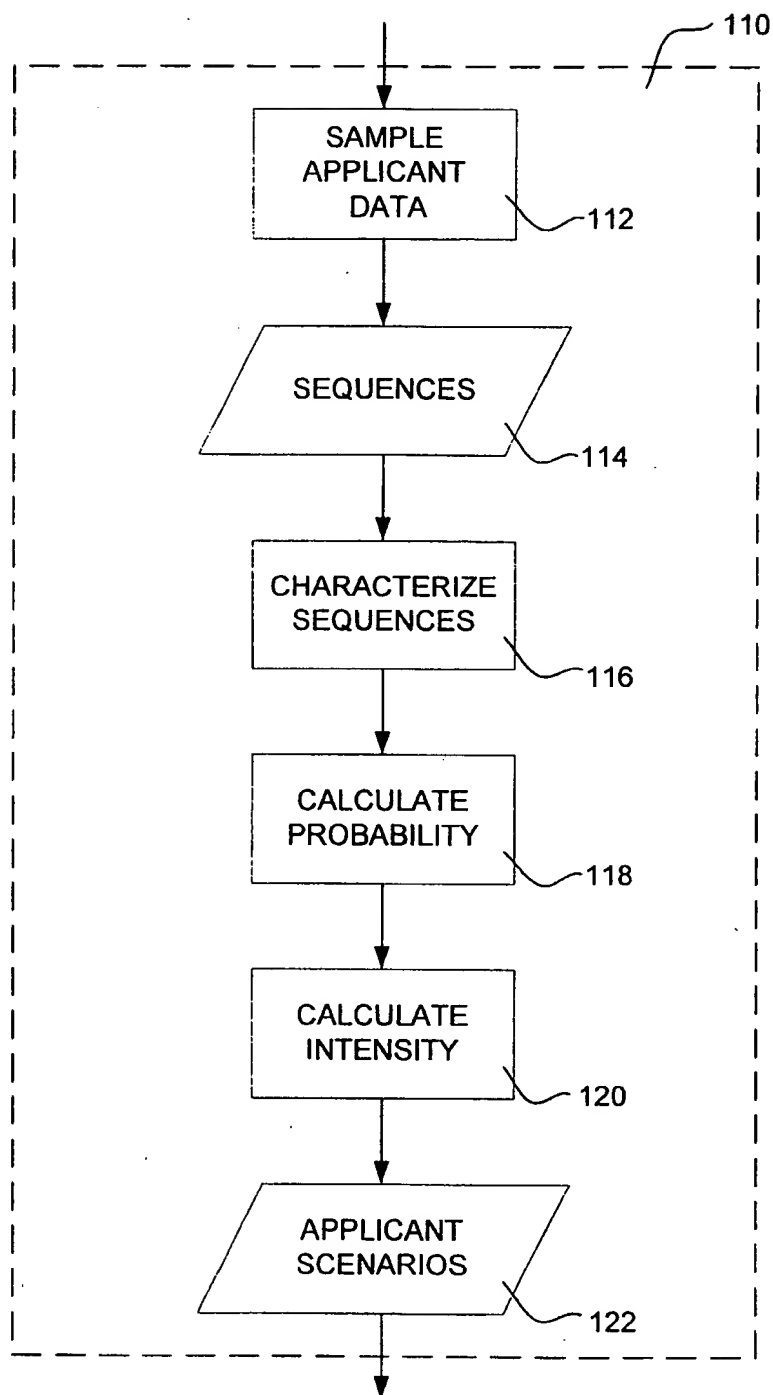 110
SAMPLE
APPLICANT
DATA
112
SEQUENCES
114
CHARACTERIZE
SEQUENCES
116
CALCULATE
PROBABILITY
118
CALCULATE
INTENSITY
120
APPLICANT
SCENARIOS
122